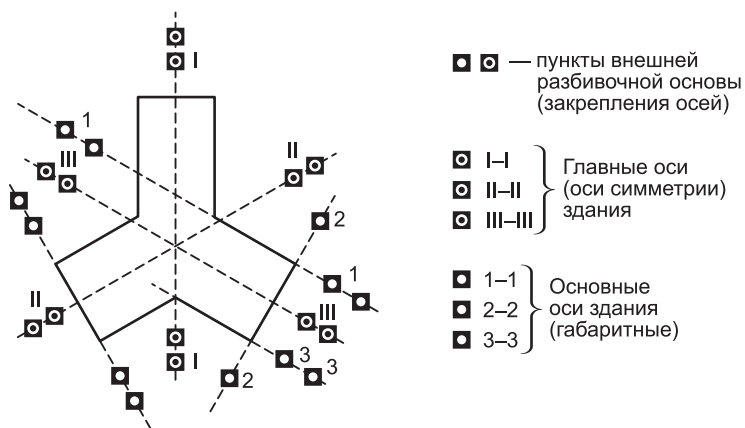 I
1
III
II
2
1
II
III
I
3
3
2
— пункты внешней
разбивочной основы
(закрепления осей)
I–I
II–II
III–III
Главные оси
(оси симметрии)
здания
1–1
2–2
3–3
Основные
оси здания
(габаритные)